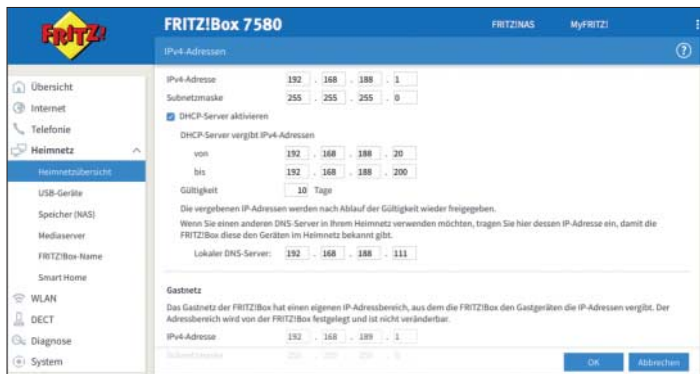 FRITZ!
FRITZ!Box 7580
FRITZ!NAS
MyFRITZ!
IPv4-Adressen
Übersicht
Internet
Telefonie
Heimnetz
Heimnetzübersicht
USB-Geräte
Speicher (NAS)
Mediaserver
FRITZ!Box-Name
Smart Home
WLAN
DECT
Diagnose
System
IPv4-Adresse 192 . 168 . 188 . 1
Subnetzmaske 255 . 255 . 255 . 0
DHCP-Server aktivieren
DHCP-Server vergibt IPv4-Adressen
von 192 . 168 . 188 . 20
bis 192 . 168 . 188 . 200
Gültigkeit 10 Tage
Die vergebenen IP-Adressen werden nach Ablauf der Gültigkeit wieder freigegeben.
Wenn Sie einen anderen DNS-Server in Ihrem Heimnetz verwenden möchten, tragen Sie hier dessen IP-Adresse ein, damit die
FRITZ!Box diese den Geräten im Heimnetz bekannt gibt.
Lokaler DNS-Server: 192 . 168 . 188 . 111
Gastnetz
Das Gastnetz der FRITZ!Box hat einen eigenen IP-Adressbereich, aus dem die FRITZ!Box den Gastgeräten die IP-Adressen vergibt. Der
Adressbereich wird von der FRITZ!Box festgelegt und ist nicht veränderbar.
IPv4-Adresse 192 . 168 . 189 . 1
Subnetzmaske 255 . 255 . 255 . 0
OK
Abbrechen